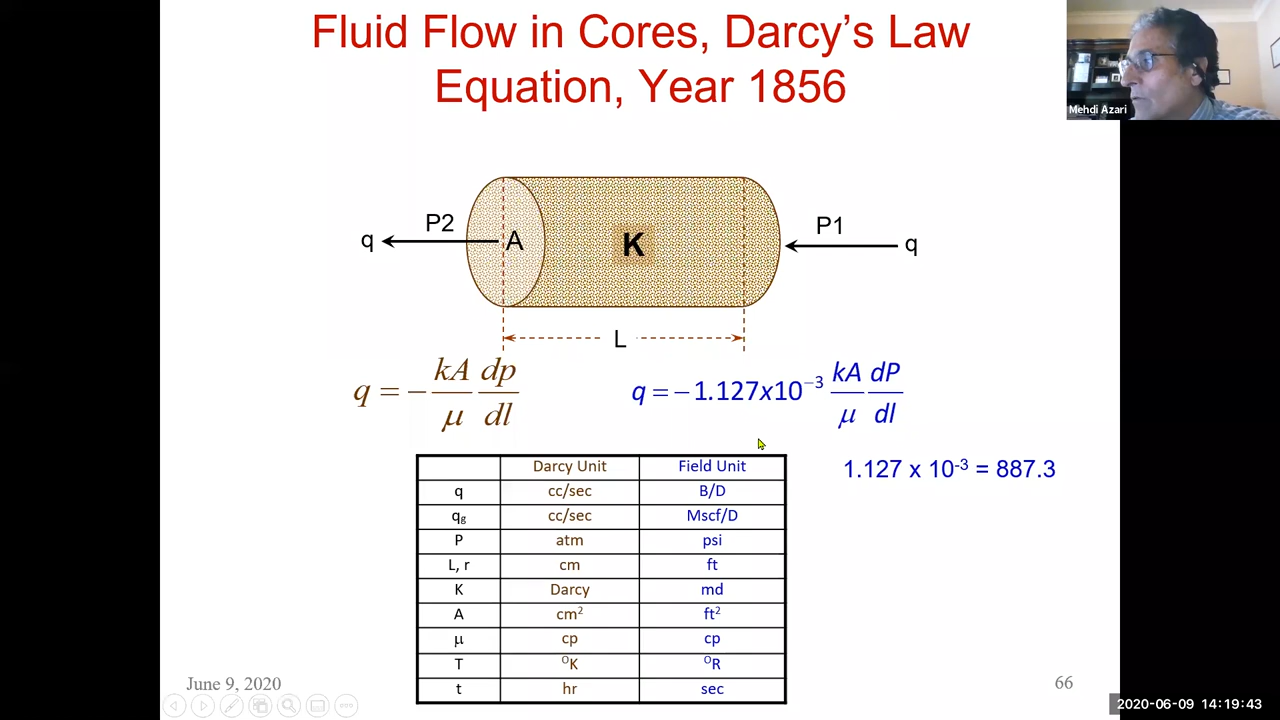 Fluid Flow in Cores, Darcy’s Law
Equation, Year 1856
Mehdi Azari
q P2 A K P1 q
L
q = − kA/μ dp/dl
q = − 1.127x10⁻³ kA/μ dP/dl
1.127 x 10⁻³ = 887.3
Darcy Unit Field Unit
q cc/sec B/D
qg cc/sec Mscf/D
P atm psi
L, r cm ft
K Darcy md
A cm² ft²
μ cp cp
T ᴼK ᴼR
t hr sec
June 9, 2020
66
2020-06-09 14:19:43